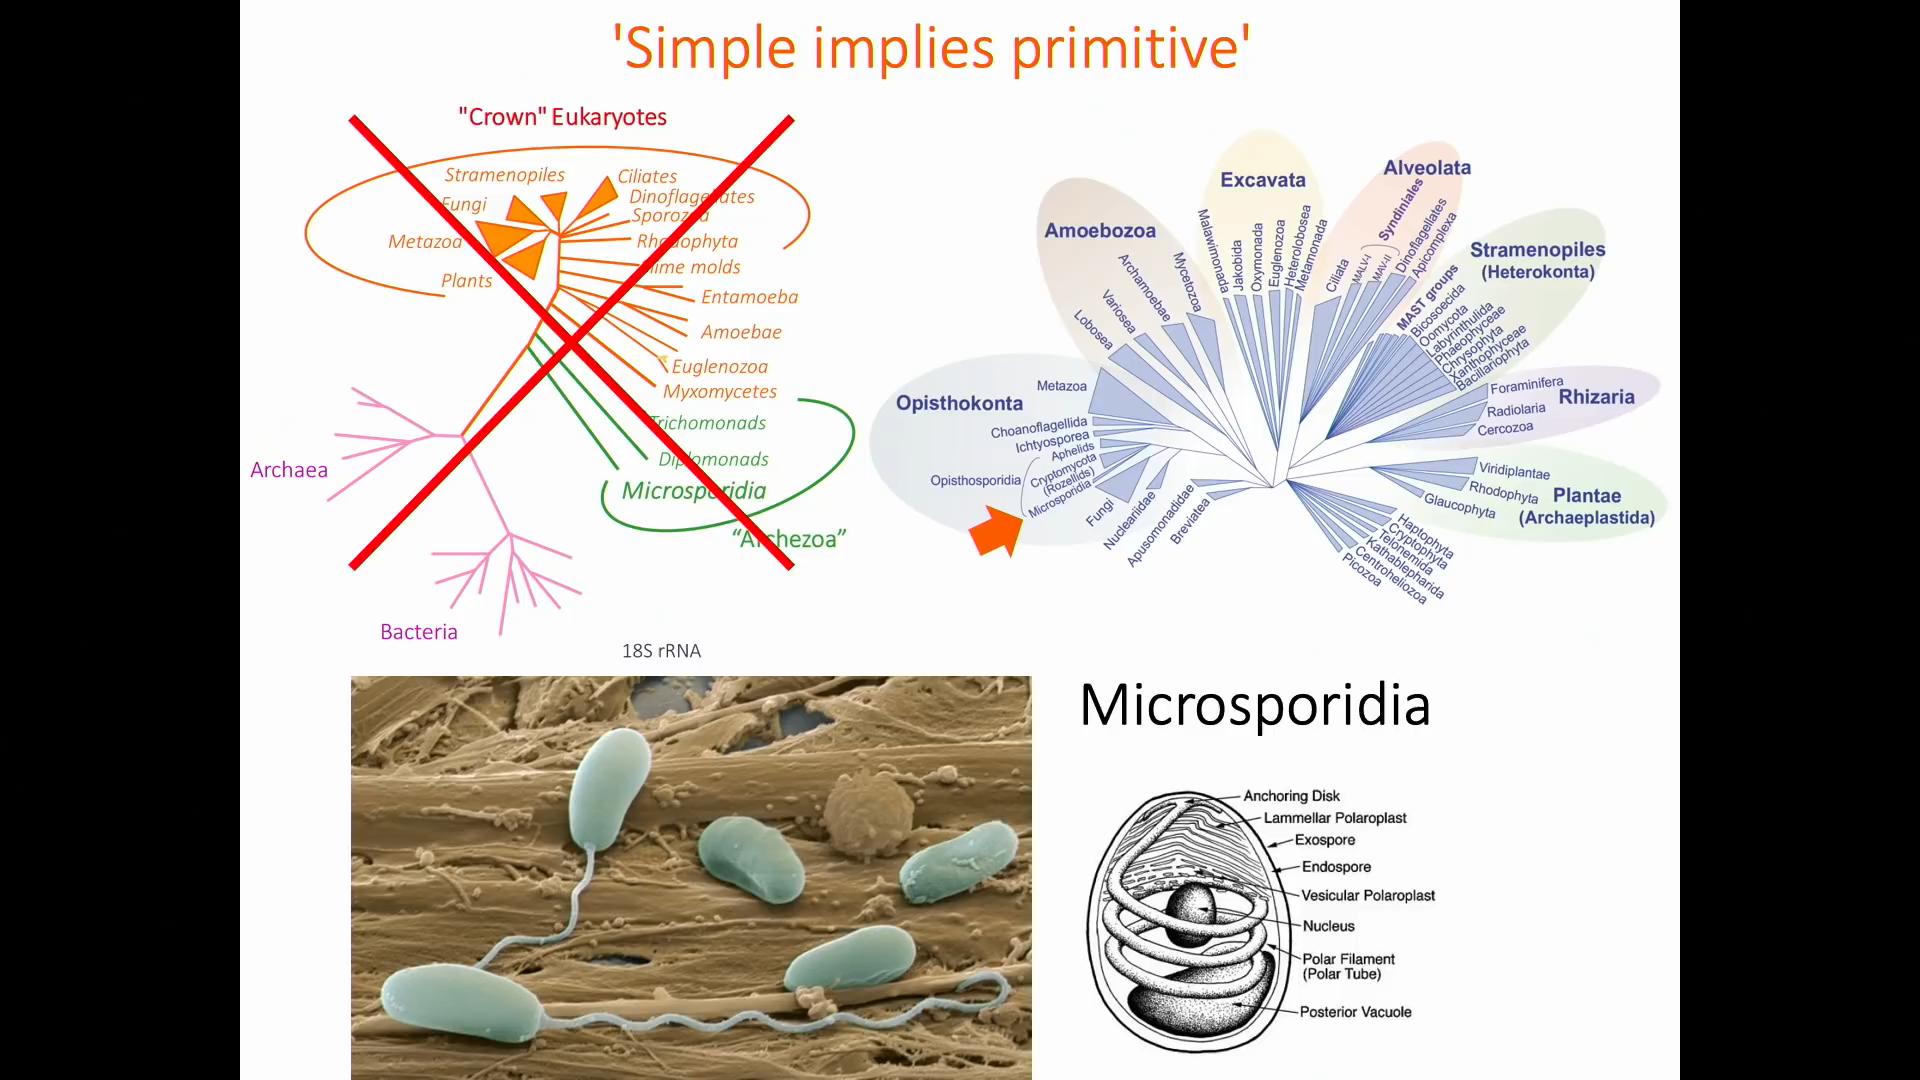 'Simple implies primitive'
"Crown" Eukaryotes
Stramenopiles
Ciliates
Fungi
Dinoflagellates
Sporozoa
Metazoa
Rhodophyta
Slime molds
Plants
Entamoeba
Amoebae
Euglenozoa
Myxomycetes
Trichomonads
Diplomonads
Archaea
Microsporidia
"Archezoa"
Bacteria
18S rRNA
Opisthokonta
Metazoa
Choanoflagellida
Ichtyosporea
Aphelids
Opisthosporidia
Cryptomycota
(Rozellids)
Microsporidia
Fungi
Nucleariidae
Apusomonadidae
Breviatea
Amoebozoa
Lobosea
Variosea
Archamoebae
Mycetozoa
Excavata
Malawimonada
Jakobida
Oxymonada
Euglenozoa
Heterolobosea
Metamonada
Alveolata
Ciliata
MALV-I
MALV-II
Syndiniales
Dinoflagellates
Apicomplexa
Stramenopiles
(Heterokonta)
MAST groups
Bicosoecida
Oomycota
Labyrinthulida
Phaeophyceae
Chrysophyta
Xanthophyceae
Bacillariophyta
Rhizaria
Foraminifera
Radiolaria
Cercozoa
Plantae
(Archaeplastida)
Viridiplantae
Rhodophyta
Glaucophyta
Haptophyta
Cryptophyta
Telonemida
Kathablepharida
Centroheliozoa
Picozoa
Microsporidia
Anchoring Disk
Lammellar Polaroplast
Exospore
Endospore
Vesicular Polaroplast
Nucleus
Polar Filament
(Polar Tube)
Posterior Vacuole